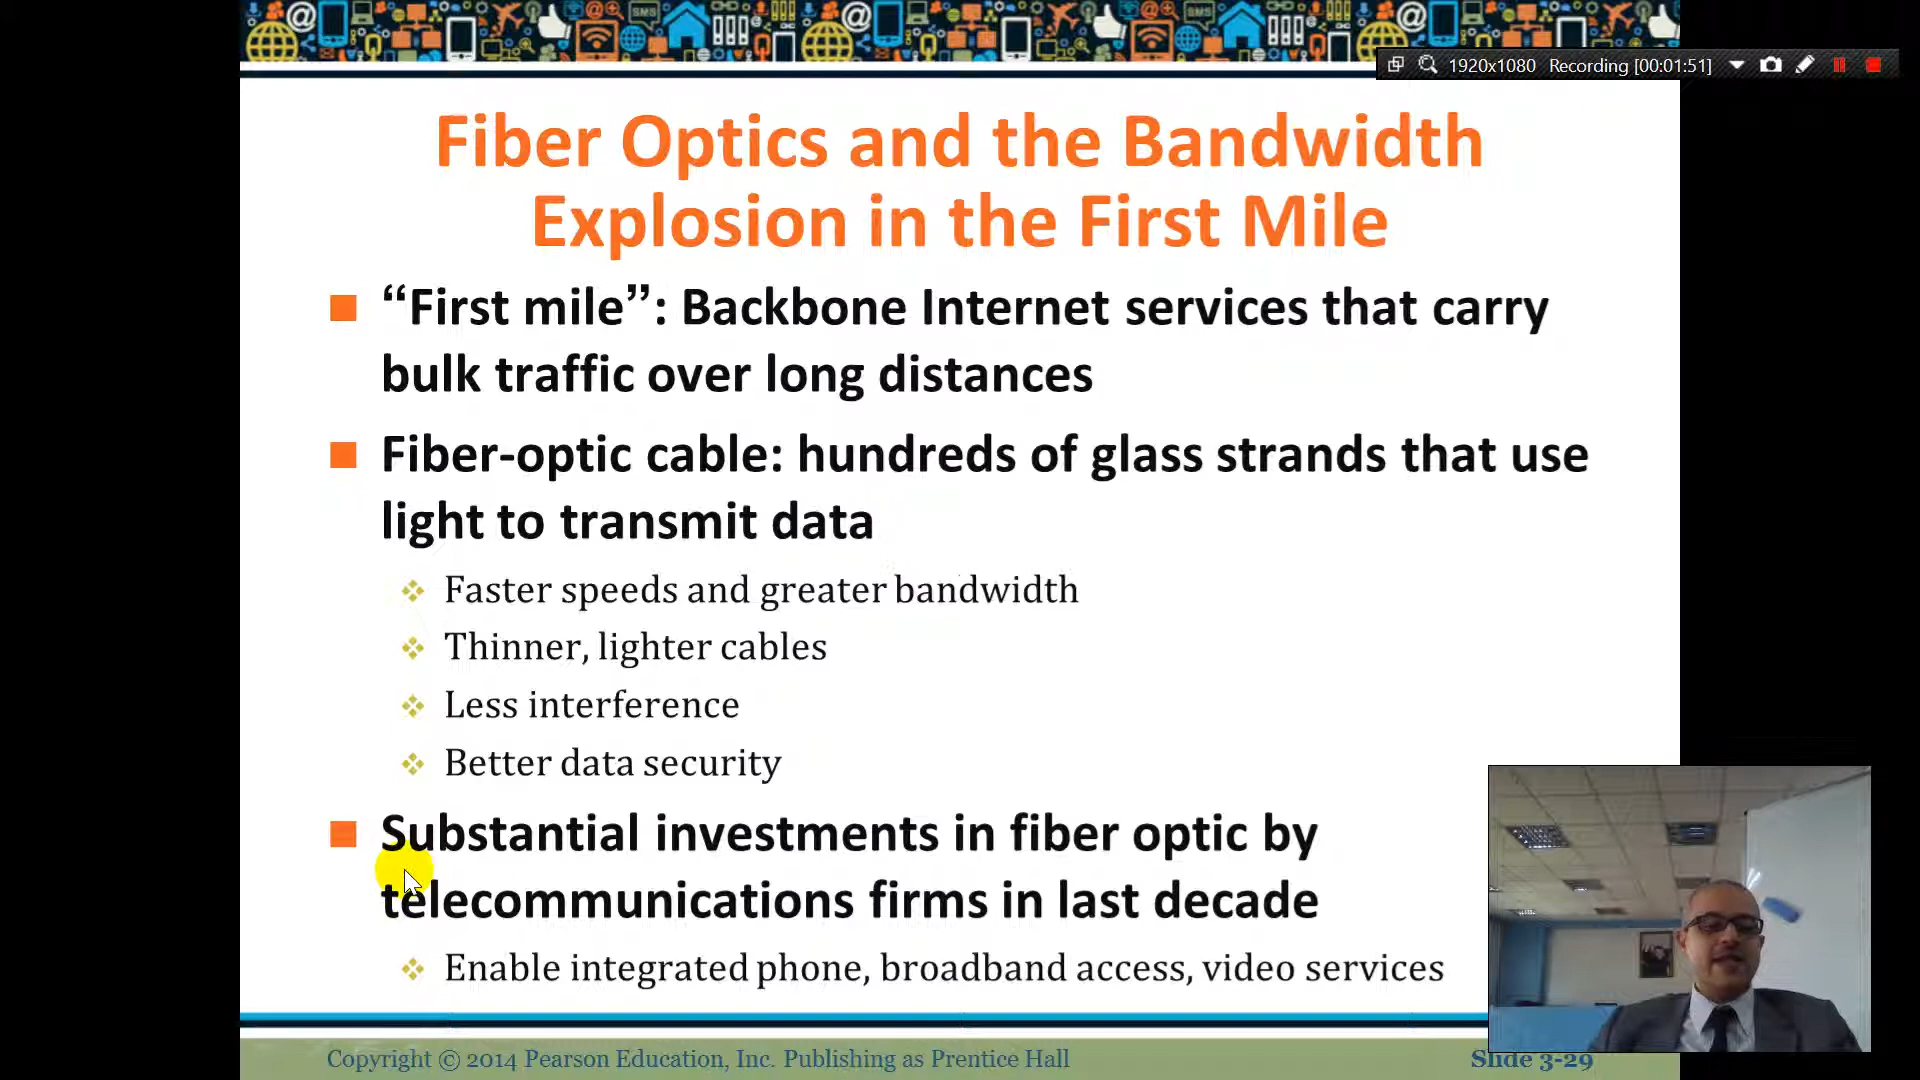 1920x1080 Recording [00:01:51]
Fiber Optics and the Bandwidth
Explosion in the First Mile
“First mile”: Backbone Internet services that carry
bulk traffic over long distances
Fiber-optic cable: hundreds of glass strands that use
light to transmit data
Faster speeds and greater bandwidth
Thinner, lighter cables
Less interference
Better data security
Substantial investments in fiber optic by
telecommunications firms in last decade
Enable integrated phone, broadband access, video services
Copyright © 2014 Pearson Education, Inc. Publishing as Prentice Hall
Slide 3-29